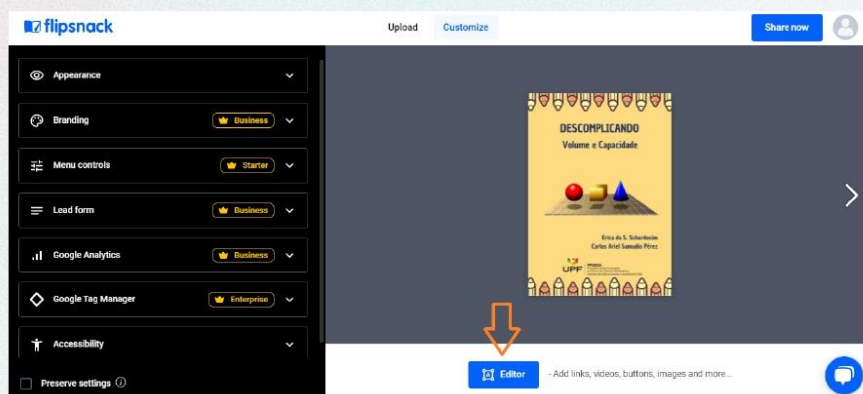 flipsnack
Upload
Customize
Share now
Appearance
Branding
Business
Menu controls
Starter
Lead form
Business
Google Analytics
Business
Google Tag Manager
Enterprise
Accessibility
Preserve settings
DESCOMPLICANDO
Volume e Capacidade
Erica da S. Scherdheim
Carlos Ariel Samudio Pérez
UPF
Editor
- Add links, videos, buttons, images and more...